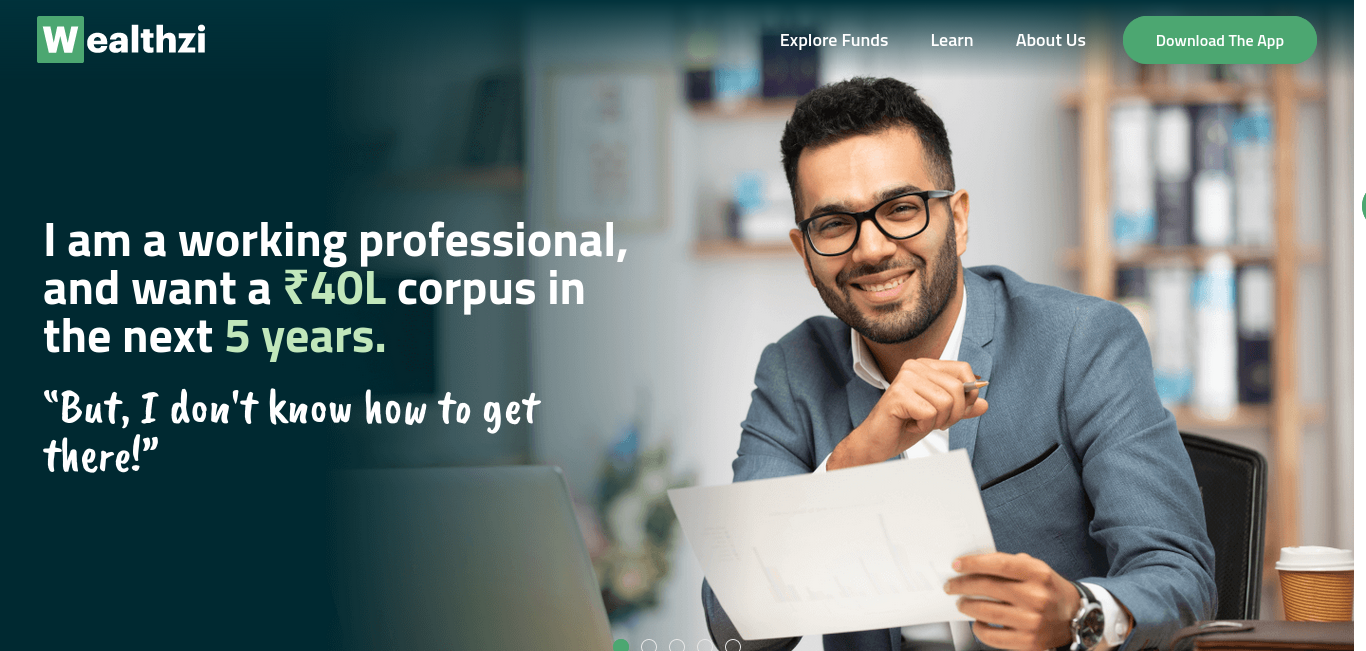 Wealthzi
Explore Funds
Learn
About Us
Download The App
I am a working professional,
and want a ₹40L corpus in
the next 5 years.
“But, I don't know how to get
there!”